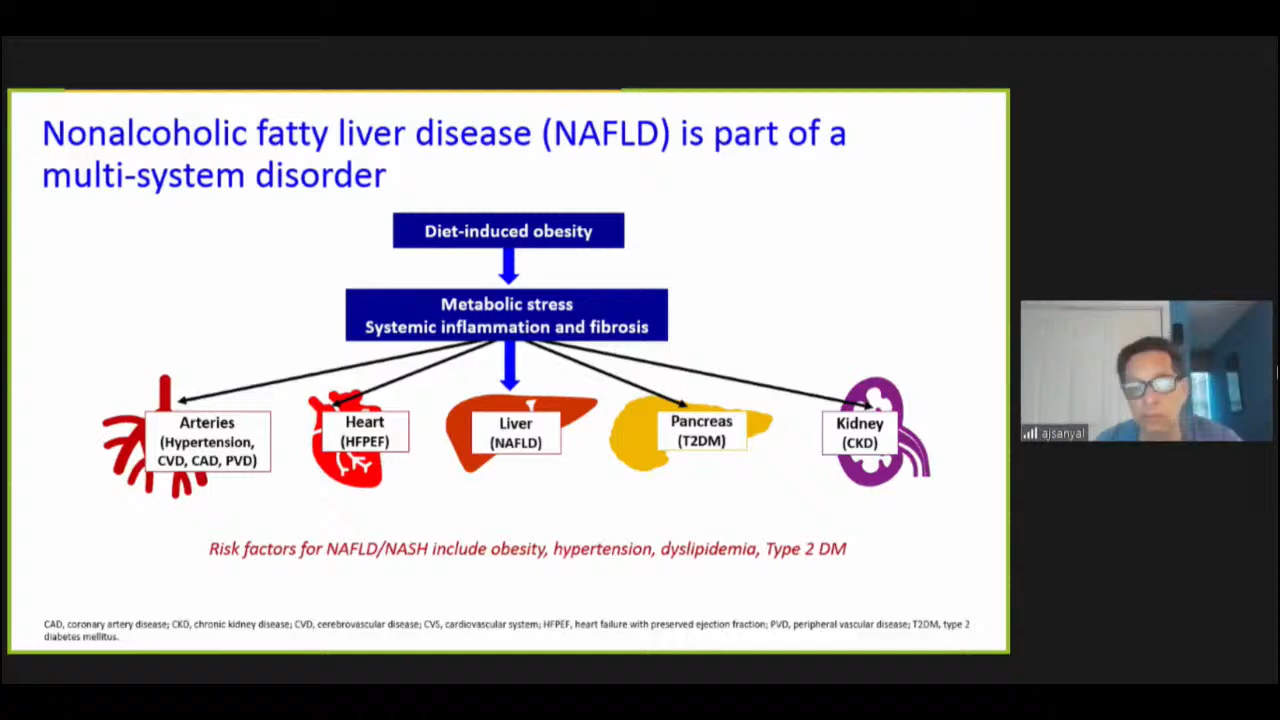 Nonalcoholic fatty liver disease (NAFLD) is part of a
multi-system disorder
Diet-induced obesity
Metabolic stress
Systemic inflammation and fibrosis
Arteries
(Hypertension,
CVD, CAD, PVD)
Heart
(HFPEF)
Liver
(NAFLD)
Pancreas
(T2DM)
Kidney
(CKD)
ajsanyal
Risk factors for NAFLD/NASH include obesity, hypertension, dyslipidemia, Type 2 DM
CAD, coronary artery disease; CKD, chronic kidney disease; CVD, cerebrovascular disease; CVS, cardiovascular system; HFPEF, heart failure with preserved ejection fraction; PVD, peripheral vascular disease; T2DM, type 2
diabetes mellitus.